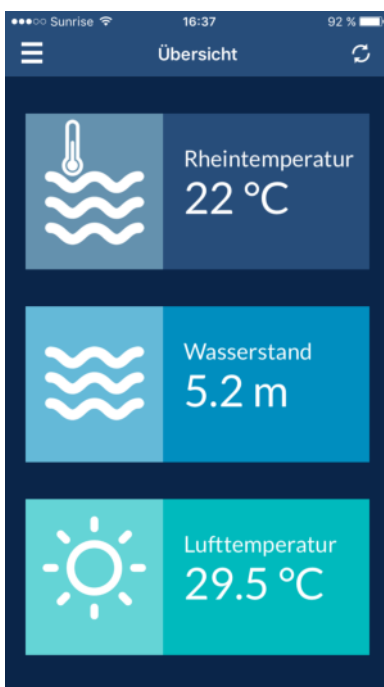 Sunrise 16:37 92 %
Übersicht
Rheintemperatur
22 °C
Wasserstand
5.2 m
Lufttemperatur
29.5 °C